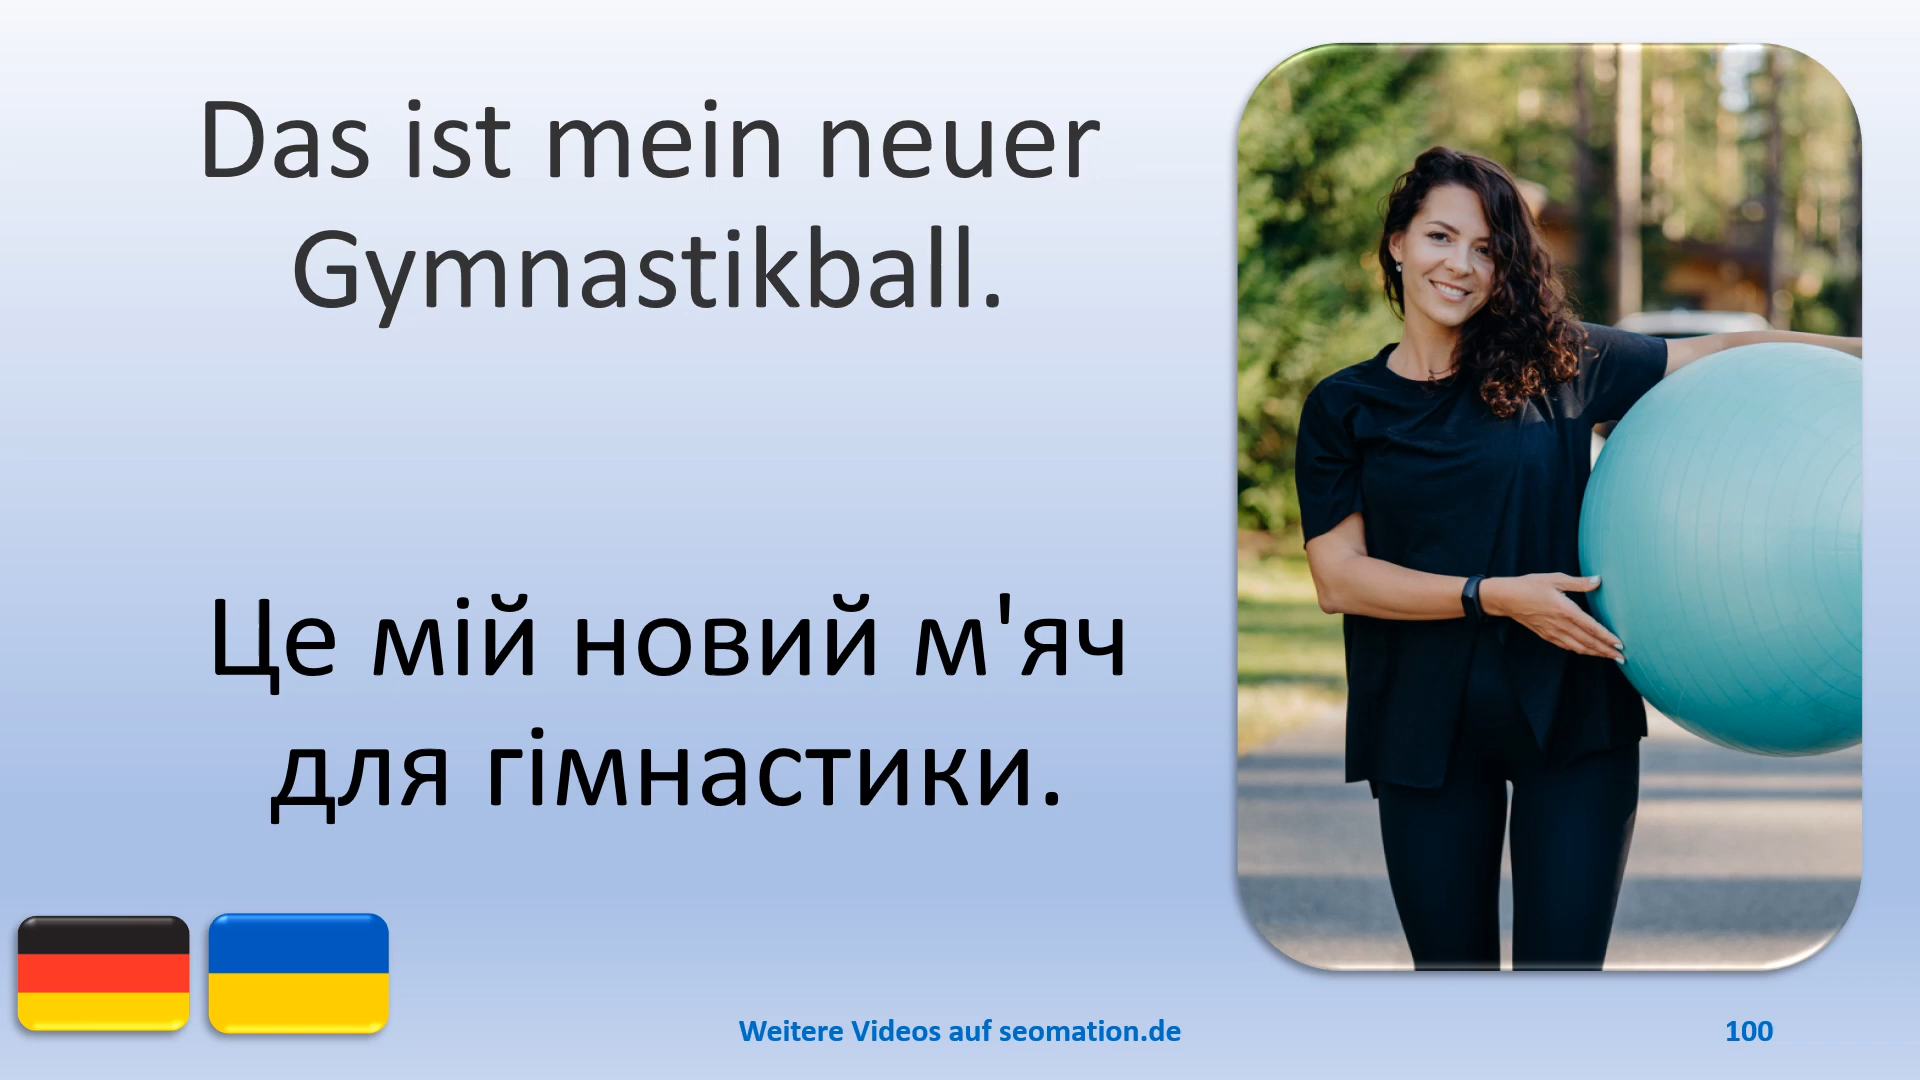 Das ist mein neuer
Gymnastikball.
Це мій новий м'яч
для гімнастики.
Weitere Videos auf seomation.de
100